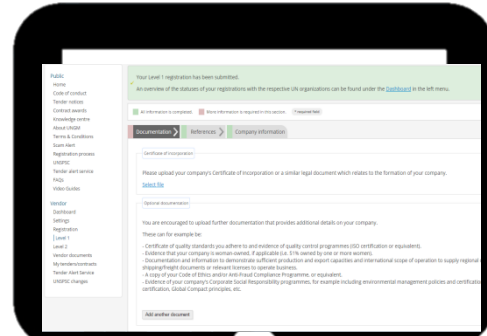 Public
Home
Code of conduct
Tender notices
Contract awards
Knowledge centre
About UNGM
Terms & Conditions
Scam Alert
Registration process
UNSPSC
Tender alert service
FAQs
Video Guides
Vendor
Dashboard
Settings
Registration
Level 1
Level 2
Vendor documents
My tenders/contracts
Tender Alert Service
UNSPSC changes
Your Level 1 registration has been submitted.
An overview of the statuses of your registrations with the respective UN organizations can be found under the Dashboard in the left menu.
All information is completed. More information is required in this section. * required field
Documentation References Company Information
Certificate of Incorporation
Please upload your company's Certificate of Incorporation or a similar legal document which relates to the formation of your company.
Select file
Optional documentation
You are encouraged to upload further documentation that provides additional details on your company.
These can for example be:
- Certificate of quality standards you adhere to and evidence of quality control programmes (ISO certification or equivalent).
- Evidence that your company is woman-owned, if applicable (i.e. 51% owned by one or more women).
- Documentation and information to demonstrate sufficient production and export capacities and international scope of operation to supply regional
shipping/freight documents or relevant licenses to operate business.
- A copy of your Code of Ethics and/or Anti-Fraud Compliance Programme, or equivalent.
- Evidence of your company's Corporate Social Responsibility programmes, for example including environmental management policies and certificatio
certification, Global Compact principles, etc.
Add another document